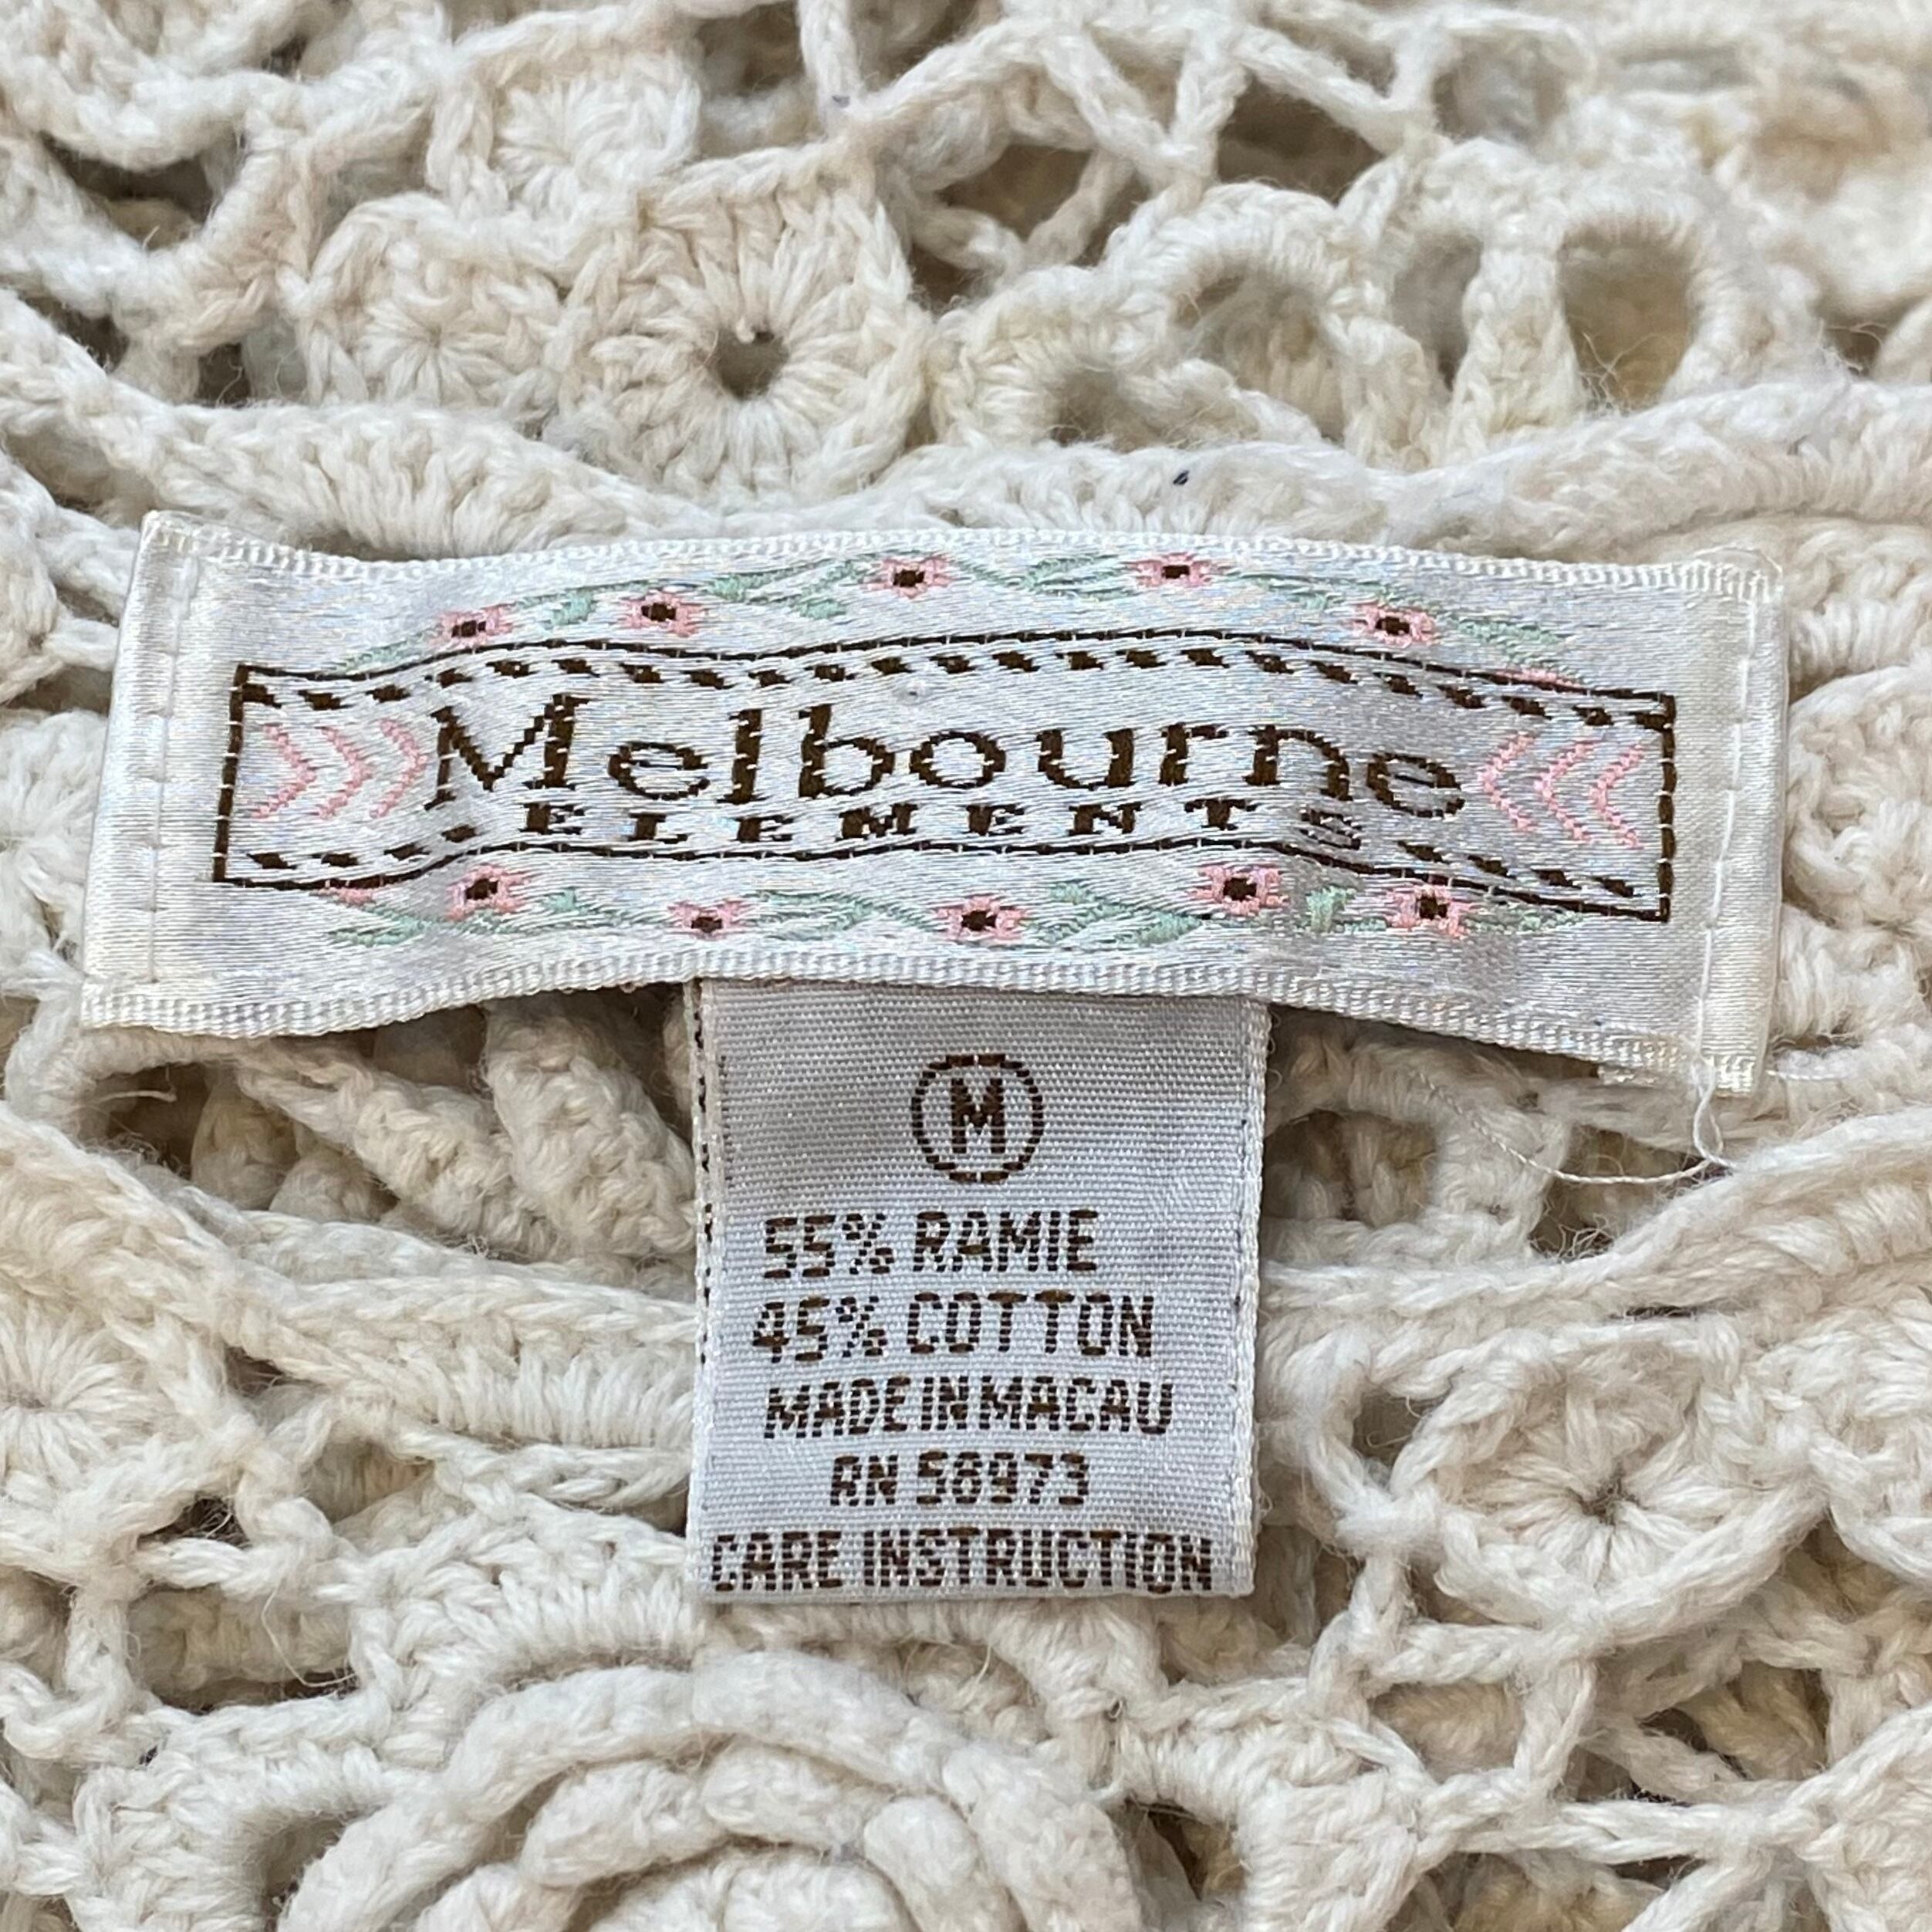 Melbourne
ELEMENTS
M
55% RAMIE
45% COTTON
MADE IN MACAU
RN 58973
CARE INSTRUCTION